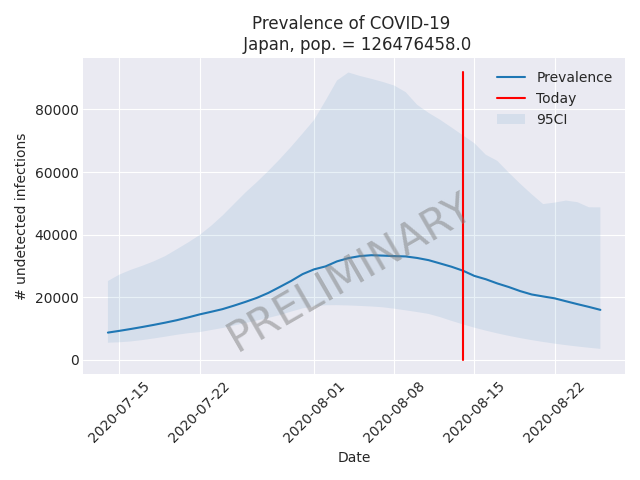 Prevalence of COVID-19
Japan, pop. = 126476458.0
Prevalence
Today
95CI
# undetected infections
80000
60000
40000
20000
0
PRELIMINARY
2020-07-15
2020-07-22
2020-08-01
2020-08-08
2020-08-15
2020-08-22
Date